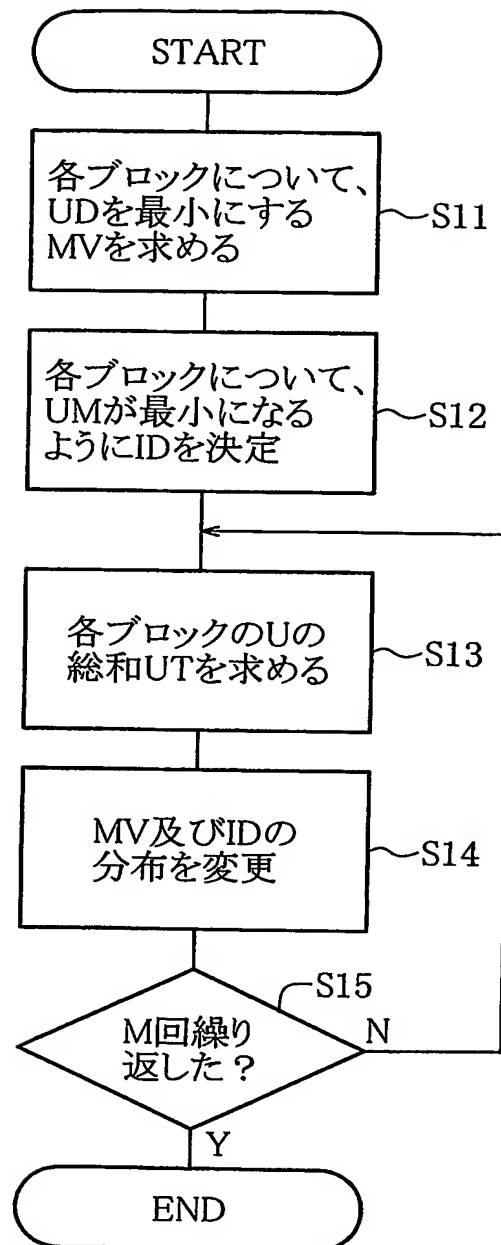 START
各ブロックについて、
UDを最小にする
MVを求める
S11
各ブロックについて、
UMが最小になる
ようにIDを決定
S12
各ブロックのUの
総和UTを求める
S13
MV及びIDの
分布を変更
S14
S15
M回繰り
返した?
N
Y
END